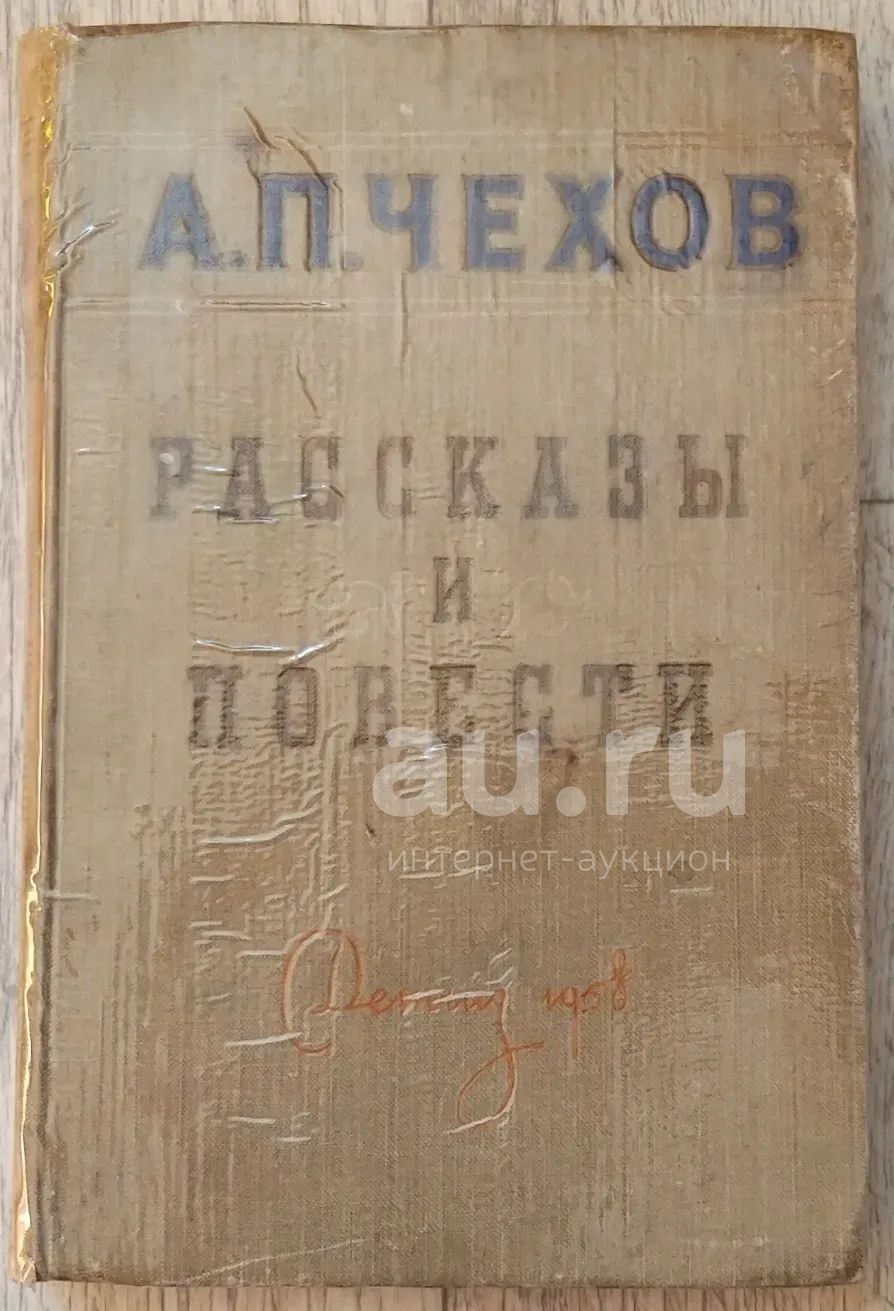 А.П. ЧЕХОВ
РАССКАЗЫ
И
ПОВЕСТИ
au.ru
интернет-аукцион
Детгиз 1958